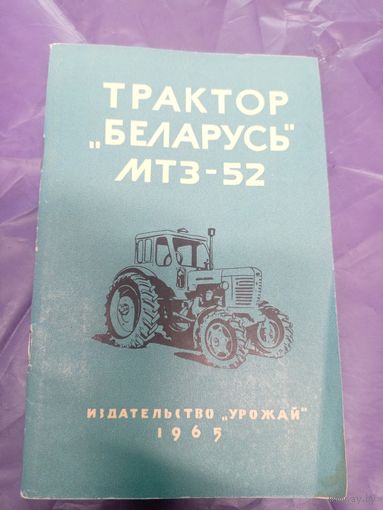 ТРАКТОР
„БЕЛАРУСЬ"
МТЗ-52
ИЗДАТЕЛЬСТВО „УРОЖАЙ"
1965